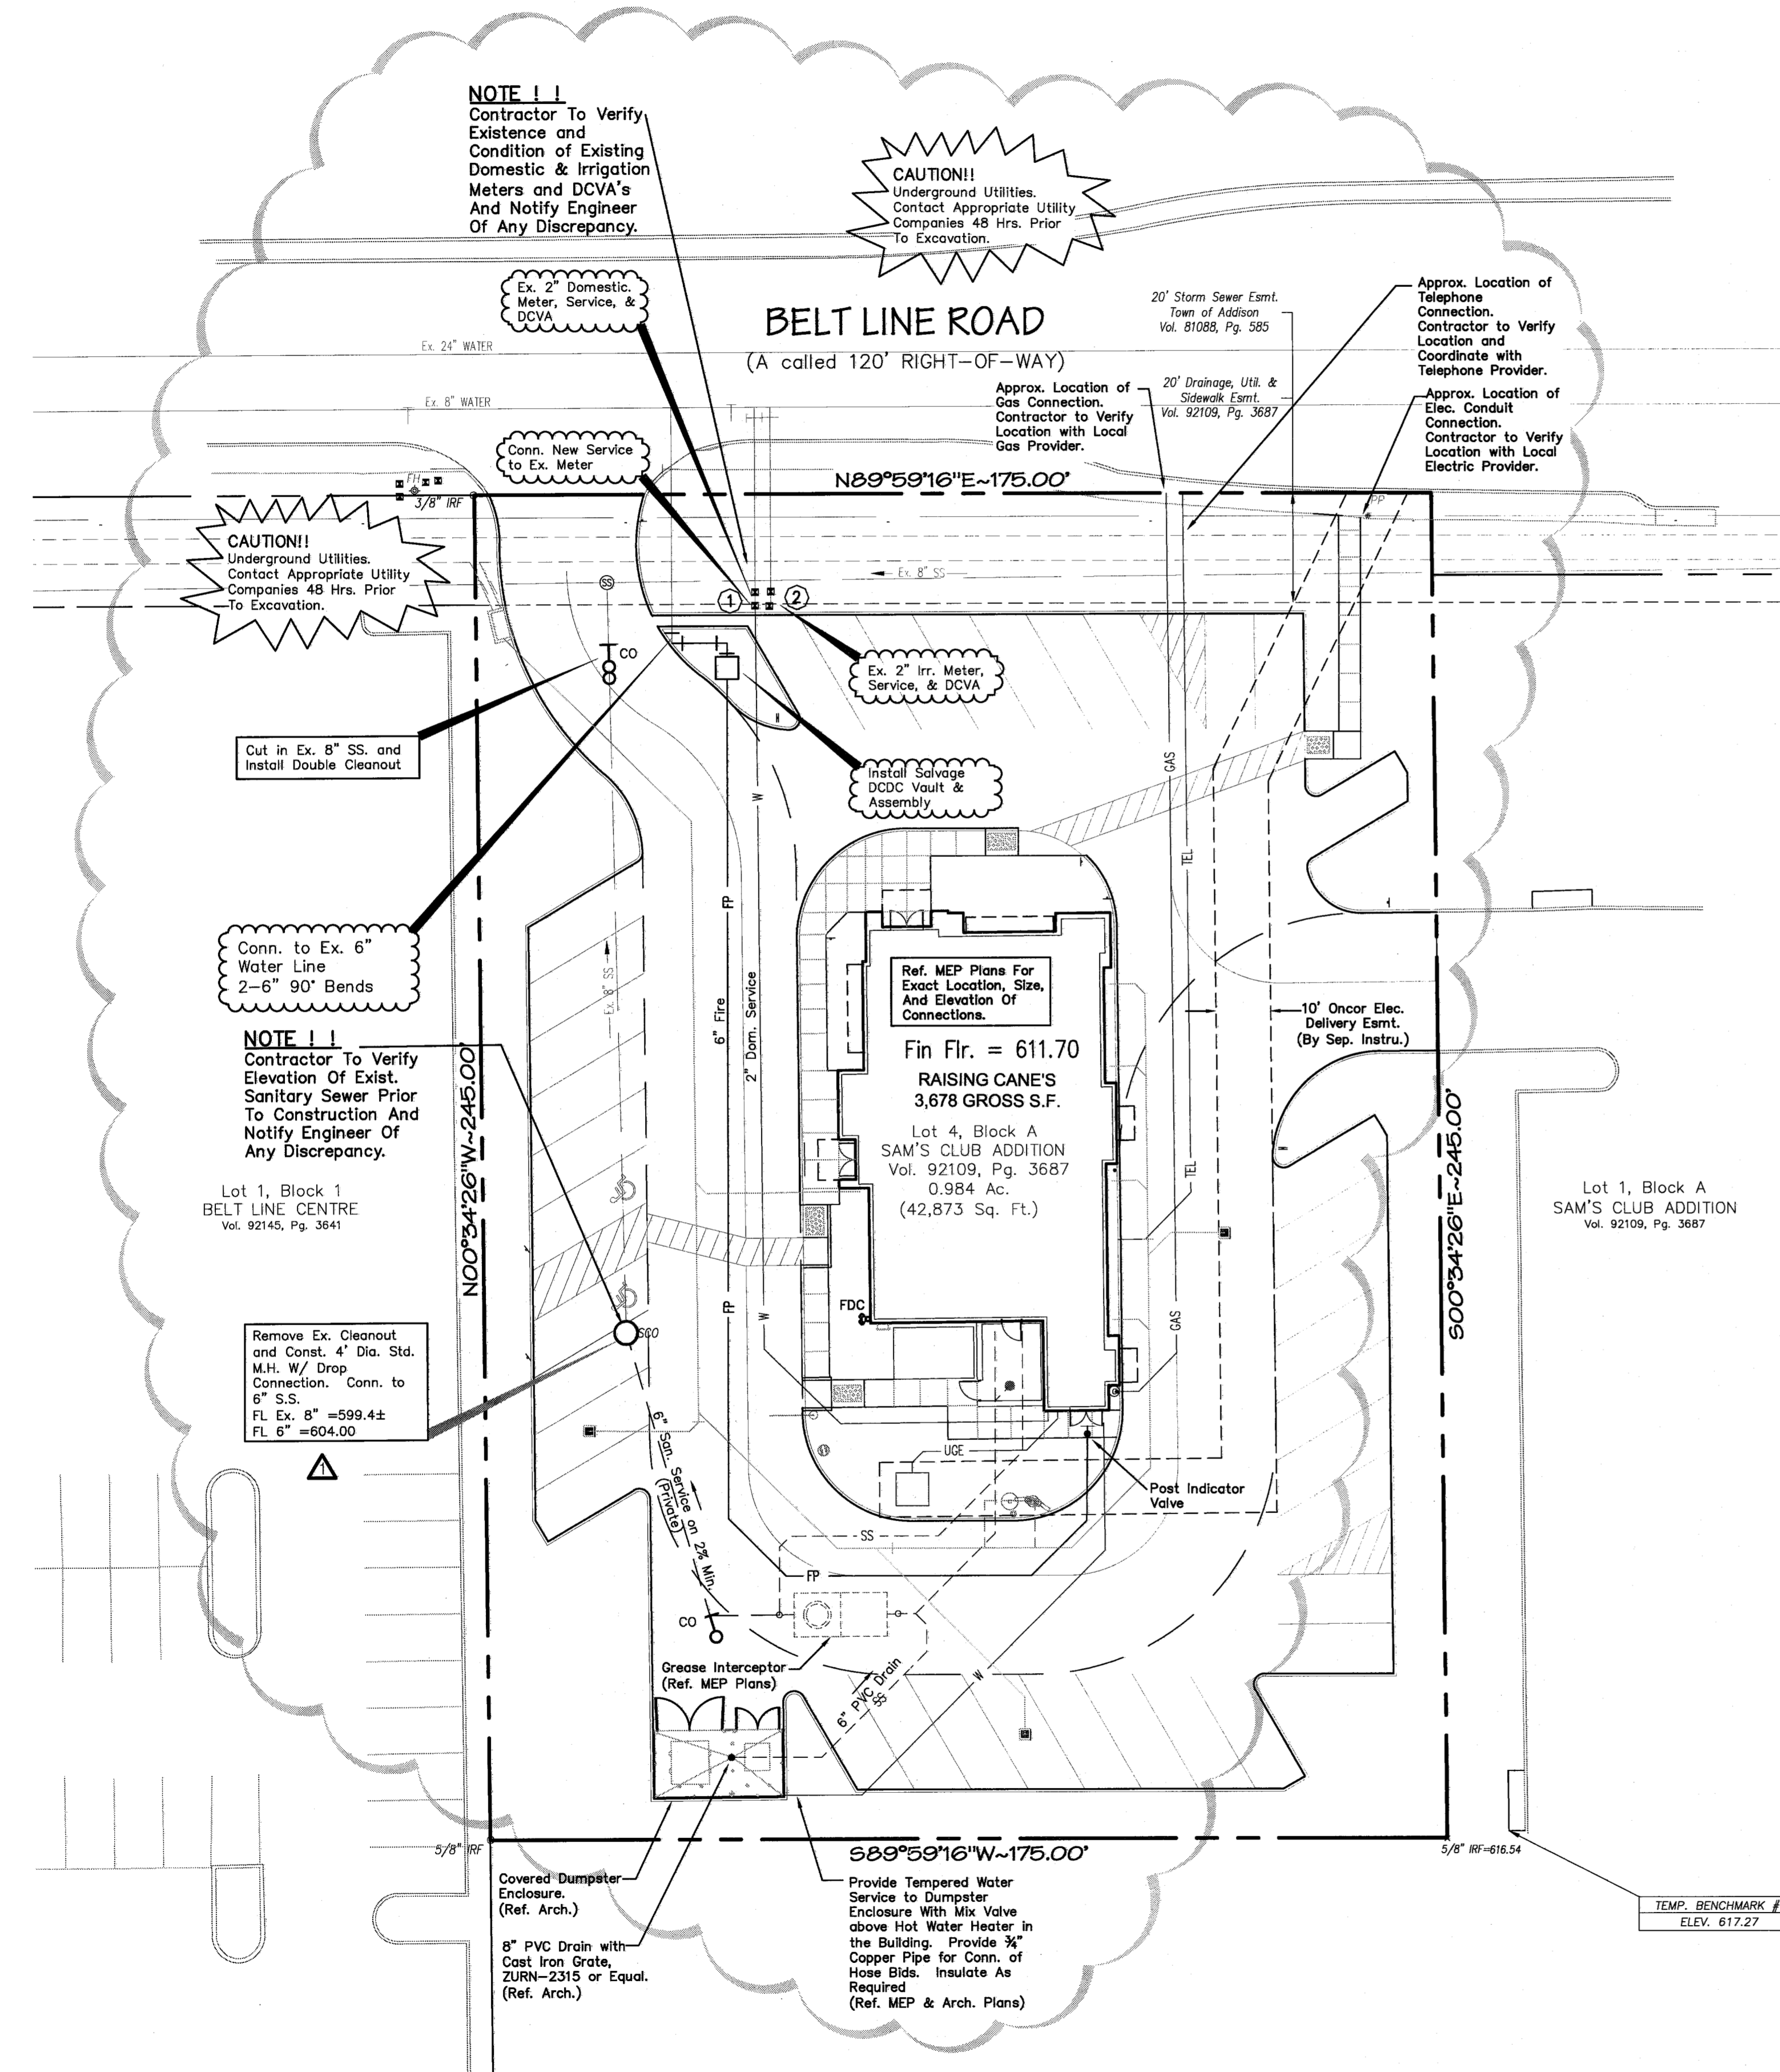 NOTE ! !
Contractor To Verify
Existence and
Condition of Existing
Domestic & Irrigation
Meters and DCVA's
And Notify Engineer
Of Any Discrepancy.
CAUTION!!
Underground Utilities.
Contact Appropriate Utility
Companies 48 Hrs. Prior
To Excavation.
Ex. 2" Domestic.
Meter, Service, &
DCVA
BELT LINE ROAD
(A called 120' RIGHT-OF-WAY)
20' Storm Sewer Esmt.
Town of Addison
Vol. 81088, Pg. 585
Approx. Location of
Telephone
Connection.
Contractor to Verify
Location and
Coordinate with
Telephone Provider.
Ex. 24" WATER
Ex. 8" WATER
Approx. Location of
Gas Connection.
Contractor to Verify
Location with Local
Gas Provider.
20' Drainage, Util. &
Sidewalk Esmt.
Vol. 92109, Pg. 3687
Approx. Location of
Elec. Conduit
Connection.
Contractor to Verify
Location with Local
Electric Provider.
Conn. New Service
to Ex. Meter
N89°59'16"E~175.00'
FH
3/8" IRF
PP
CAUTION!!
Underground Utilities.
Contact Appropriate Utility
Companies 48 Hrs. Prior
To Excavation.
SS
Ex. 8" SS
1
2
CO
Ex. 2" Irr. Meter,
Service, & DCVA
Cut in Ex. 8" SS. and
Install Double Cleanout
Install Salvage
DCDC Vault &
Assembly
GAS
W
TEL
FP
Conn. to Ex. 6"
Water Line
2-6" 90° Bends
Ex. 8" SS
6" Fire
2" Dom. Service
Ref. MEP Plans For
Exact Location, Size,
And Elevation Of
Connections.
10' Oncor Elec.
Delivery Esmt.
(By Sep. Instru.)
NOTE ! !
Contractor To Verify
Elevation Of Exist.
Sanitary Sewer Prior
To Construction And
Notify Engineer Of
Any Discrepancy.
Fin Flr. = 611.70
RAISING CANE'S
3,678 GROSS S.F.
Lot 4, Block A
SAM'S CLUB ADDITION
Vol. 92109, Pg. 3687
0.984 Ac.
(42,873 Sq. Ft.)
N00°34'26"W~245.00'
S00°34'26"E~245.00'
TEL
Lot 1, Block 1
BELT LINE CENTRE
Vol. 92145, Pg. 3641
Lot 1, Block A
SAM'S CLUB ADDITION
Vol. 92109, Pg. 3687
FDC
FP
W
GAS
SCO
Remove Ex. Cleanout
and Const. 4' Dia. Std.
M.H. W/ Drop
Connection. Conn. to
6" S.S.
FL Ex. 8" =599.4±
FL 6" =604.00
1
6" San. Service on 2% Min.
(Private)
UGE
Post Indicator
Valve
SS
FP
CO
Grease Interceptor
(Ref. MEP Plans)
6" PVC Drain
SS
W
5/8" IRF
S89°59'16"W~175.00'
5/8" IRF=616.54
Covered Dumpster
Enclosure.
(Ref. Arch.)
8" PVC Drain with
Cast Iron Grate,
ZURN-2315 or Equal.
(Ref. Arch.)
Provide Tempered Water
Service to Dumpster
Enclosure With Mix Valve
above Hot Water Heater in
the Building. Provide ¾"
Copper Pipe for Conn. of
Hose Bids. Insulate As
Required
(Ref. MEP & Arch. Plans)
TEMP. BENCHMARK #
ELEV. 617.27